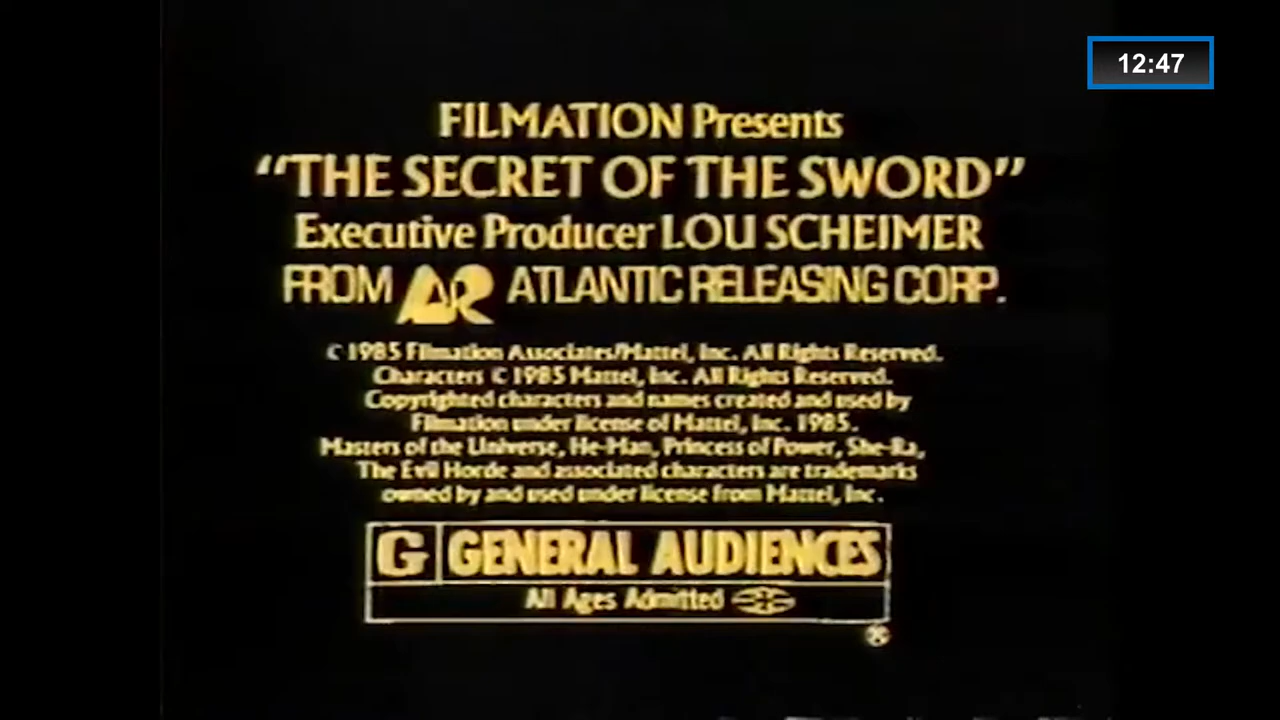 12:47
FILMATION Presents
“THE SECRET OF THE SWORD”
Executive Producer LOU SCHEIMER
FROM AR ATLANTIC RELEASING CORP.
© 1985 Filmation Associates/Mattel, Inc. All Rights Reserved.
Characters © 1985 Mattel, Inc. All Rights Reserved.
Copyrighted characters and names created and used by
Filmation under license of Mattel, Inc. 1985.
Masters of the Universe, He-Man, Princess of Power, She-Ra,
The Evil Horde and associated characters are trademarks
owned by and used under license from Mattel, Inc.
G GENERAL AUDIENCES
All Ages Admitted
®